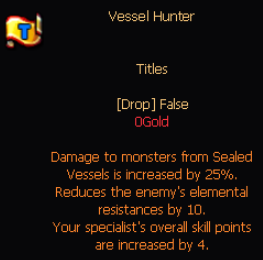 Vessel Hunter
T
Titles
[Drop] False
0Gold
Damage to monsters from Sealed
Vessels is increased by 25%.
Reduces the enemy's elemental
resistances by 10.
Your specialist's overall skill points
are increased by 4.